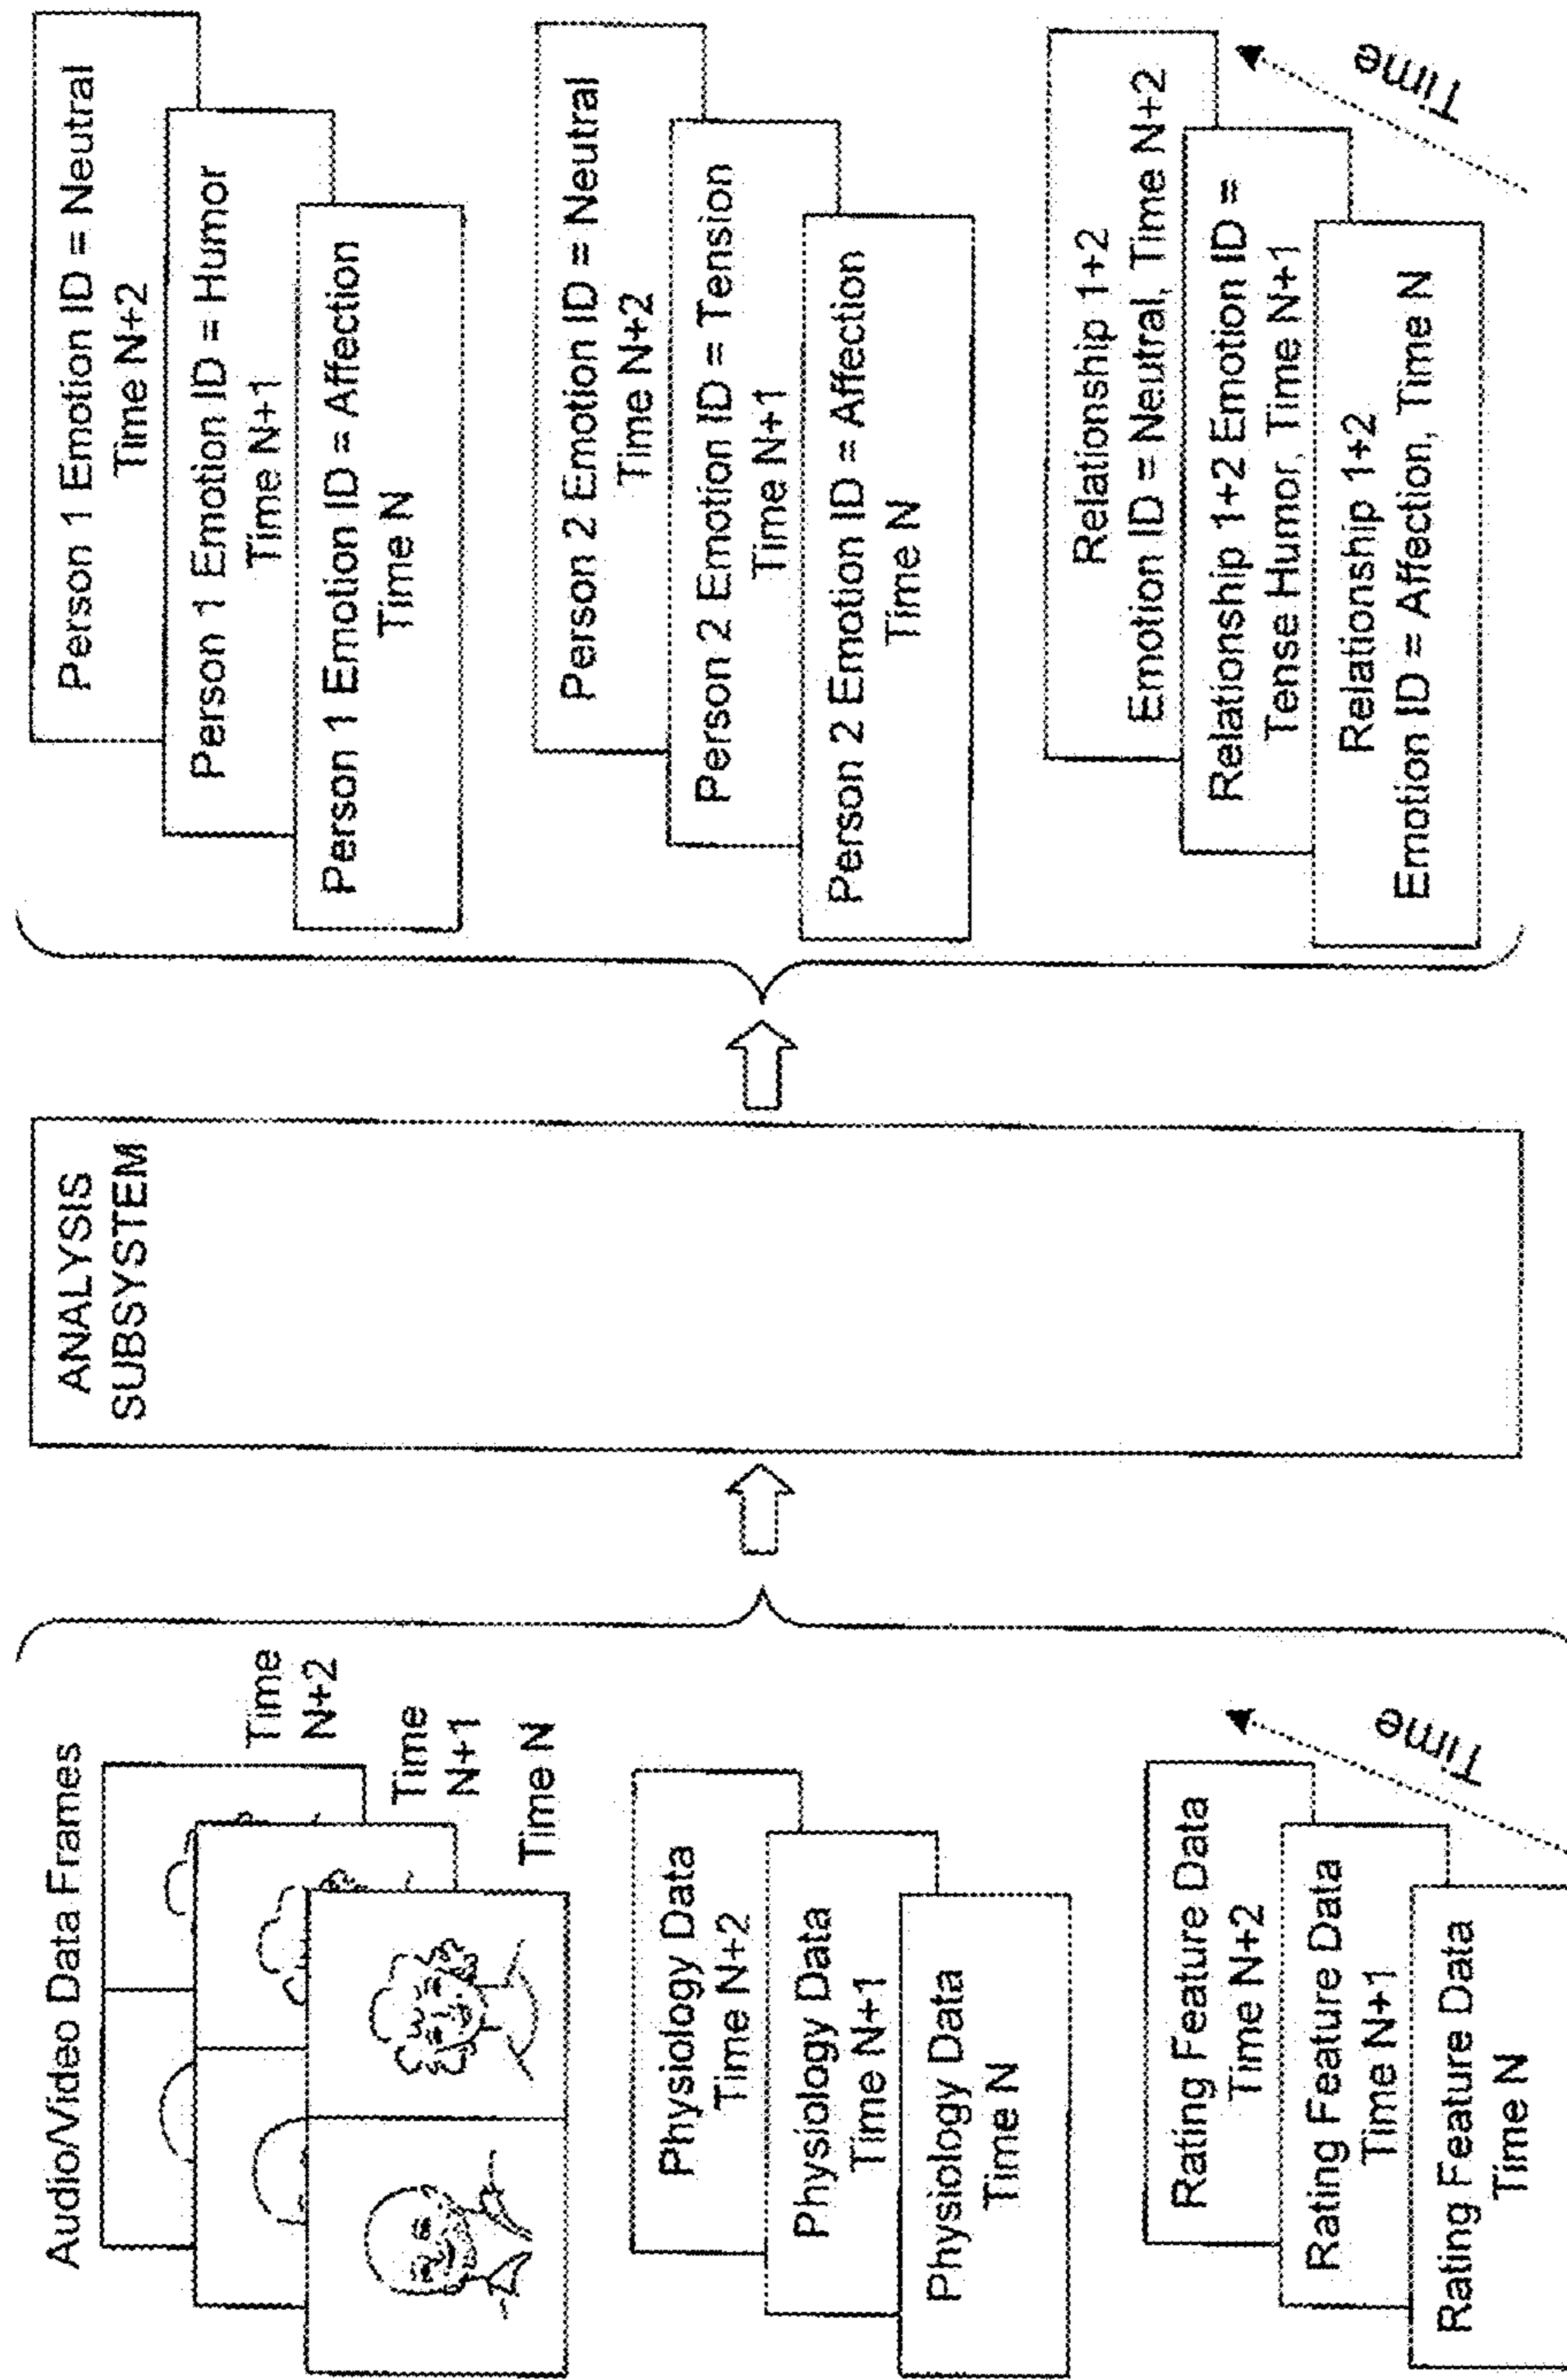 Audio/Video Data Frames
Time
N+2
Time
N+1
Time N
Physiology Data
Time N+2
Physiology Data
Time N+1
Physiology Data
Time N
Rating Feature Data
Time N+2
Rating Feature Data
Time N+1
Rating Feature Data
Time N
Time
ANALYSIS
SUBSYSTEM
Person 1 Emotion ID = Neutral
Time N+2
Person 1 Emotion ID = Humor
Time N+1
Person 1 Emotion ID = Affection
Time N
Person 2 Emotion ID = Neutral
Time N+2
Person 2 Emotion ID = Tension
Time N+1
Person 2 Emotion ID = Affection
Time N
Relationship 1+2
Emotion ID = Neutral, Time N+2
Relationship 1+2 Emotion ID =
Tense Humor, Time N+1
Relationship 1+2
Emotion ID = Affection, Time N
Time